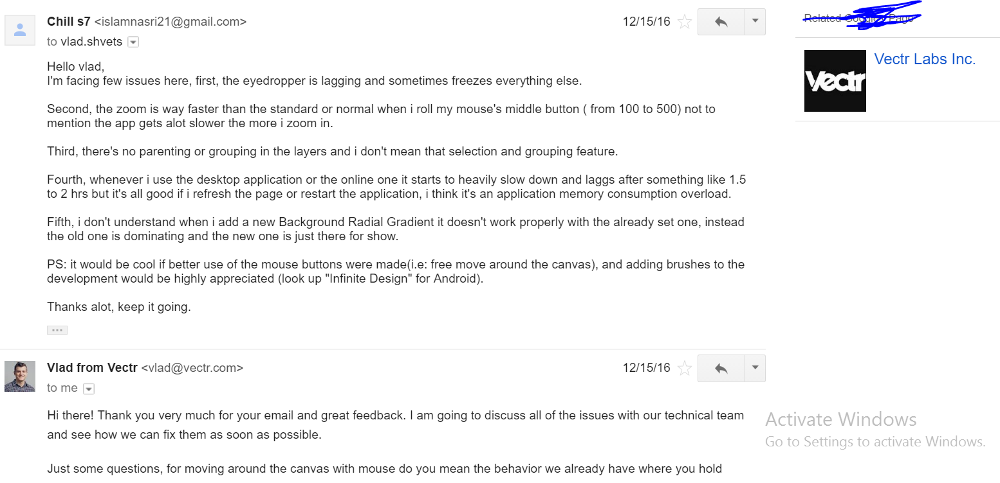 Chill s7 <islamnasri21@gmail.com>
12/15/16
to vlad.shvets
Hello vlad,
I'm facing few issues here, first, the eyedropper is lagging and sometimes freezes everything else.
Second, the zoom is way faster than the standard or normal when i roll my mouse's middle button ( from 100 to 500) not to
mention the app gets alot slower the more i zoom in.
Third, there's no parenting or grouping in the layers and i don't mean that selection and grouping feature.
Fourth, whenever i use the desktop application or the online one it starts to heavily slow down and laggs after something like 1.5
to 2 hrs but it's all good if i refresh the page or restart the application, i think it's an application memory consumption overload.
Fifth, i don't understand when i add a new Background Radial Gradient it doesn't work properly with the already set one, instead
the old one is dominating and the new one is just there for show.
PS: it would be cool if better use of the mouse buttons were made(i.e: free move around the canvas), and adding brushes to the
development would be highly appreciated (look up "Infinite Design" for Android).
Thanks alot, keep it going.
Vlad from Vectr <vlad@vectr.com>
12/15/16
to me
Hi there! Thank you very much for your email and great feedback. I am going to discuss all of the issues with our technical team
and see how we can fix them as soon as possible.
Just some questions, for moving around the canvas with mouse do you mean the behavior we already have where you hold
Related Google+ Page
Vectr
Vectr Labs Inc.
Activate Windows
Go to Settings to activate Windows.